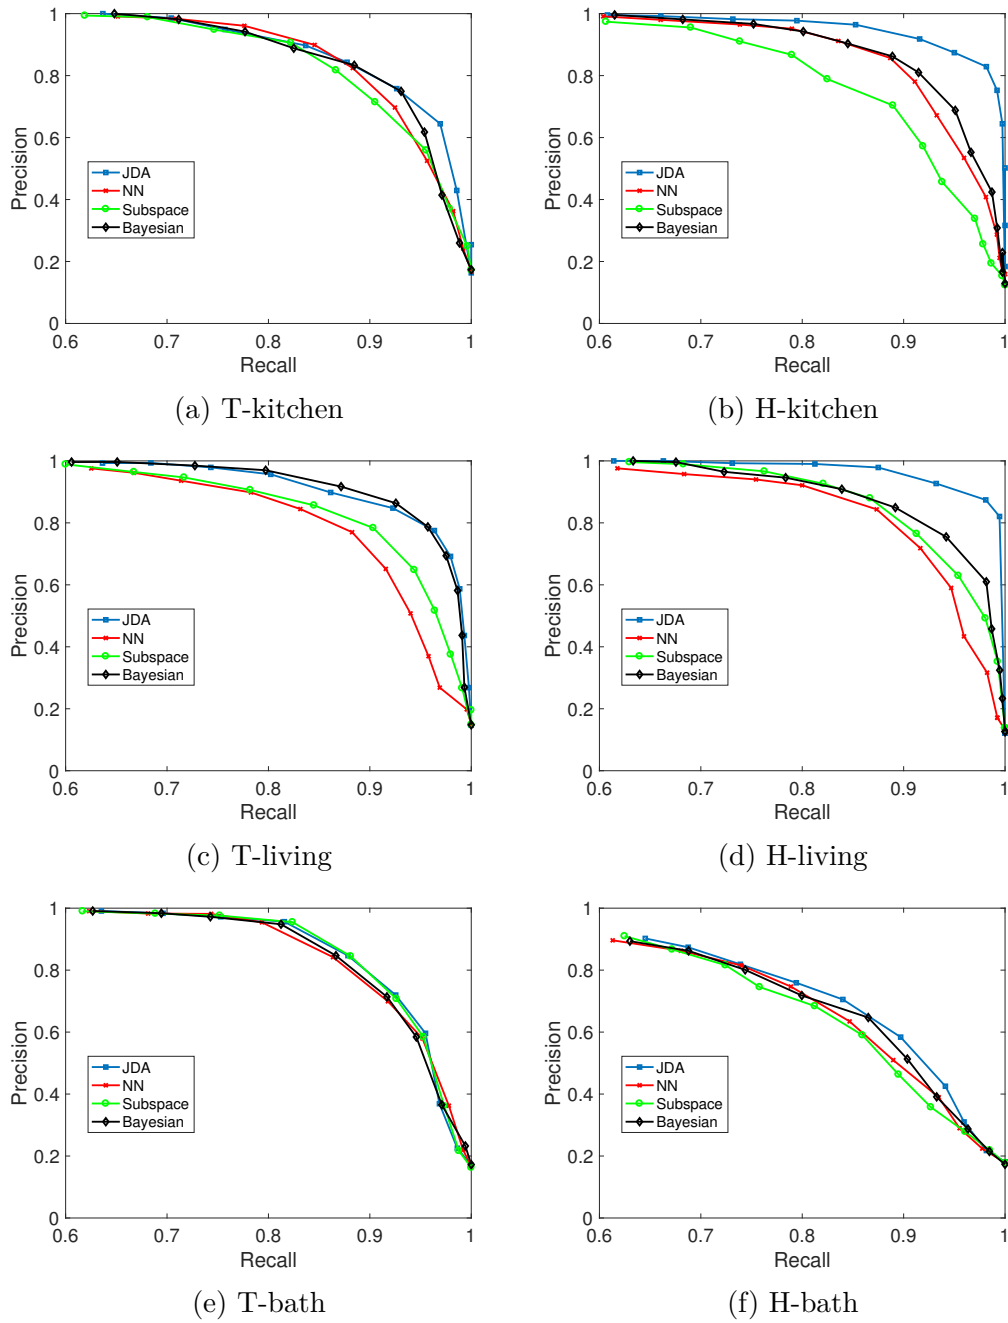 1
0.8
0.6
0.4
0.2
0
Precision
JDA
NN
Subspace
Bayesian
0.6 0.7 0.8 0.9 1
Recall
(a) T-kitchen
1
0.8
0.6
0.4
0.2
0
Precision
JDA
NN
Subspace
Bayesian
0.6 0.7 0.8 0.9 1
Recall
(b) H-kitchen
1
0.8
0.6
0.4
0.2
0
Precision
JDA
NN
Subspace
Bayesian
0.6 0.7 0.8 0.9 1
Recall
(c) T-living
1
0.8
0.6
0.4
0.2
0
Precision
JDA
NN
Subspace
Bayesian
0.6 0.7 0.8 0.9 1
Recall
(d) H-living
1
0.8
0.6
0.4
0.2
0
Precision
JDA
NN
Subspace
Bayesian
0.6 0.7 0.8 0.9 1
Recall
(e) T-bath
1
0.8
0.6
0.4
0.2
0
Precision
JDA
NN
Subspace
Bayesian
0.6 0.7 0.8 0.9 1
Recall
(f) H-bath